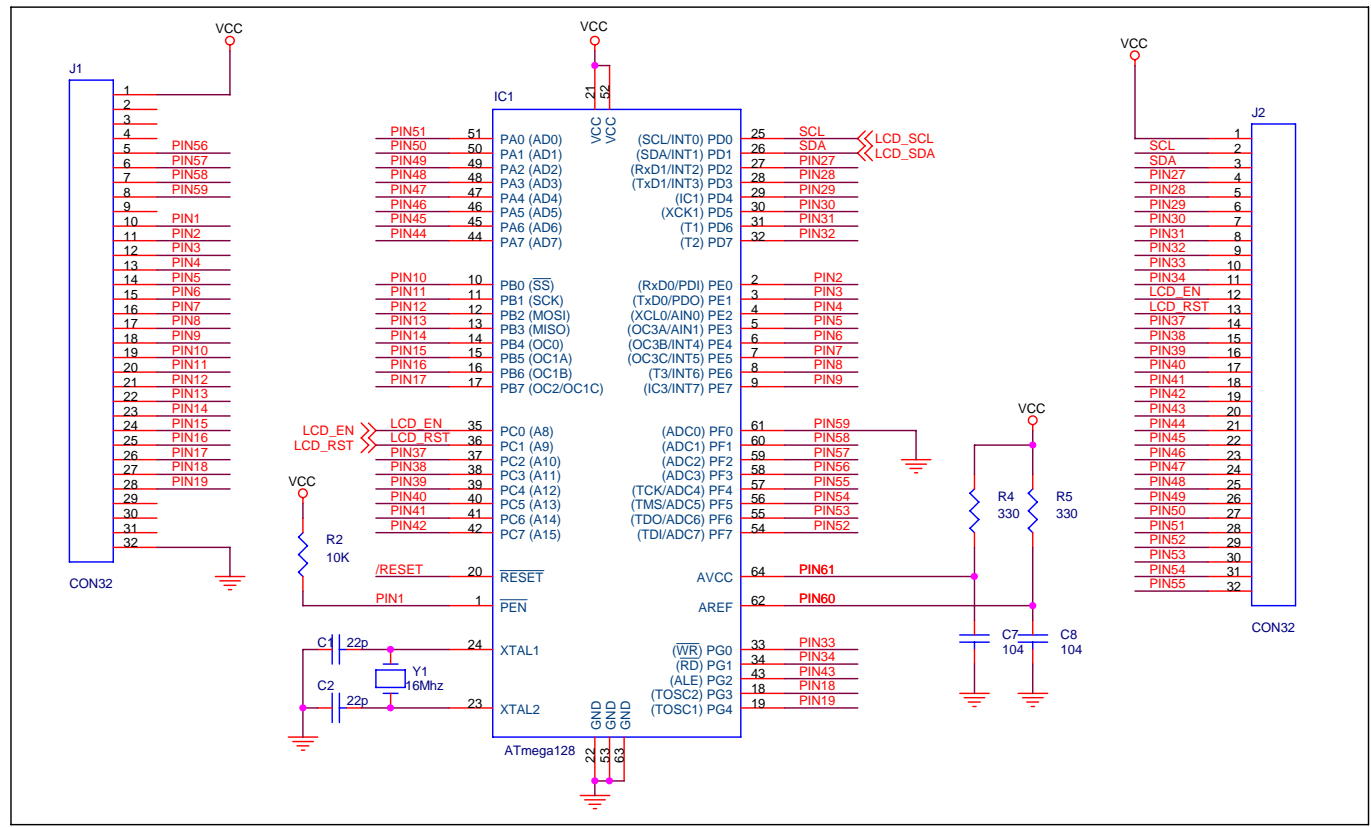 VCC
J1
1
2
3
4
5 PIN56
6 PIN57
7 PIN58
8 PIN59
9
10 PIN1
11 PIN2
12 PIN3
13 PIN4
14 PIN5
15 PIN6
16 PIN7
17 PIN8
18 PIN9
19 PIN10
20 PIN11
21 PIN12
22 PIN13
23 PIN14
24 PIN15
25 PIN16
26 PIN17
27 PIN18
28 PIN19
29
30
31
32
CON32
VCC
21 52
IC1
VCC VCC
PIN51 51 PA0 (AD0)
PIN50 50 PA1 (AD1)
PIN49 49 PA2 (AD2)
PIN48 48 PA3 (AD3)
PIN47 47 PA4 (AD4)
PIN46 46 PA5 (AD5)
PIN45 45 PA6 (AD6)
PIN44 44 PA7 (AD7)
PIN10 10 PB0 (SS)
PIN11 11 PB1 (SCK)
PIN12 12 PB2 (MOSI)
PIN13 13 PB3 (MISO)
PIN14 14 PB4 (OC0)
PIN15 15 PB5 (OC1A)
PIN16 16 PB6 (OC1B)
PIN17 17 PB7 (OC2/OC1C)
LCD_EN LCD_EN 35 PC0 (A8)
LCD_RST LCD_RST 36 PC1 (A9)
PIN37 37 PC2 (A10)
PIN38 38 PC3 (A11)
PIN39 39 PC4 (A12)
PIN40 40 PC5 (A13)
PIN41 41 PC6 (A14)
PIN42 42 PC7 (A15)
VCC
R2
10K
/RESET 20 RESET
PIN1 1 PEN
C1 22p 24 XTAL1
Y1
16Mhz
C2
22p 23 XTAL2
(SCL/INT0) PD0 25 SCL LCD_SCL
(SDA/INT1) PD1 26 SDA LCD_SDA
(RxD1/INT2) PD2 27 PIN27
(TxD1/INT3) PD3 28 PIN28
(IC1) PD4 29 PIN29
(XCK1) PD5 30 PIN30
(T1) PD6 31 PIN31
(T2) PD7 32 PIN32
(RxD0/PDI) PE0 2 PIN2
(TxD0/PDO) PE1 3 PIN3
(XCL0/AIN0) PE2 4 PIN4
(OC3A/AIN1) PE3 5 PIN5
(OC3B/INT4) PE4 6 PIN6
(OC3C/INT5) PE5 7 PIN7
(T3/INT6) PE6 8 PIN8
(IC3/INT7) PE7 9 PIN9
(ADC0) PF0 61 PIN59
(ADC1) PF1 60 PIN58
(ADC2) PF2 59 PIN57
(ADC3) PF3 58 PIN56
(TCK/ADC4) PF4 57 PIN55
(TMS/ADC5) PF5 56 PIN54
(TDO/ADC6) PF6 55 PIN53
(TDI/ADC7) PF7 54 PIN52
AVCC 64 PIN61
AREF 62 PIN60
(WR) PG0 33 PIN33
(RD) PG1 34 PIN34
(ALE) PG2 43 PIN43
(TOSC2) PG3 18 PIN18
(TOSC1) PG4 19 PIN19
GND GND GND
ATmega128
22 53 63
VCC
R4
330
R5
330
C7
104
C8
104
VCC
J2
1
SCL 2
SDA 3
PIN27 4
PIN28 5
PIN29 6
PIN30 7
PIN31 8
PIN32 9
PIN33 10
PIN34 11
LCD_EN 12
LCD_RST 13
PIN37 14
PIN38 15
PIN39 16
PIN40 17
PIN41 18
PIN42 19
PIN43 20
PIN44 21
PIN45 22
PIN46 23
PIN47 24
PIN48 25
PIN49 26
PIN50 27
PIN51 28
PIN52 29
PIN53 30
PIN54 31
PIN55 32
CON32